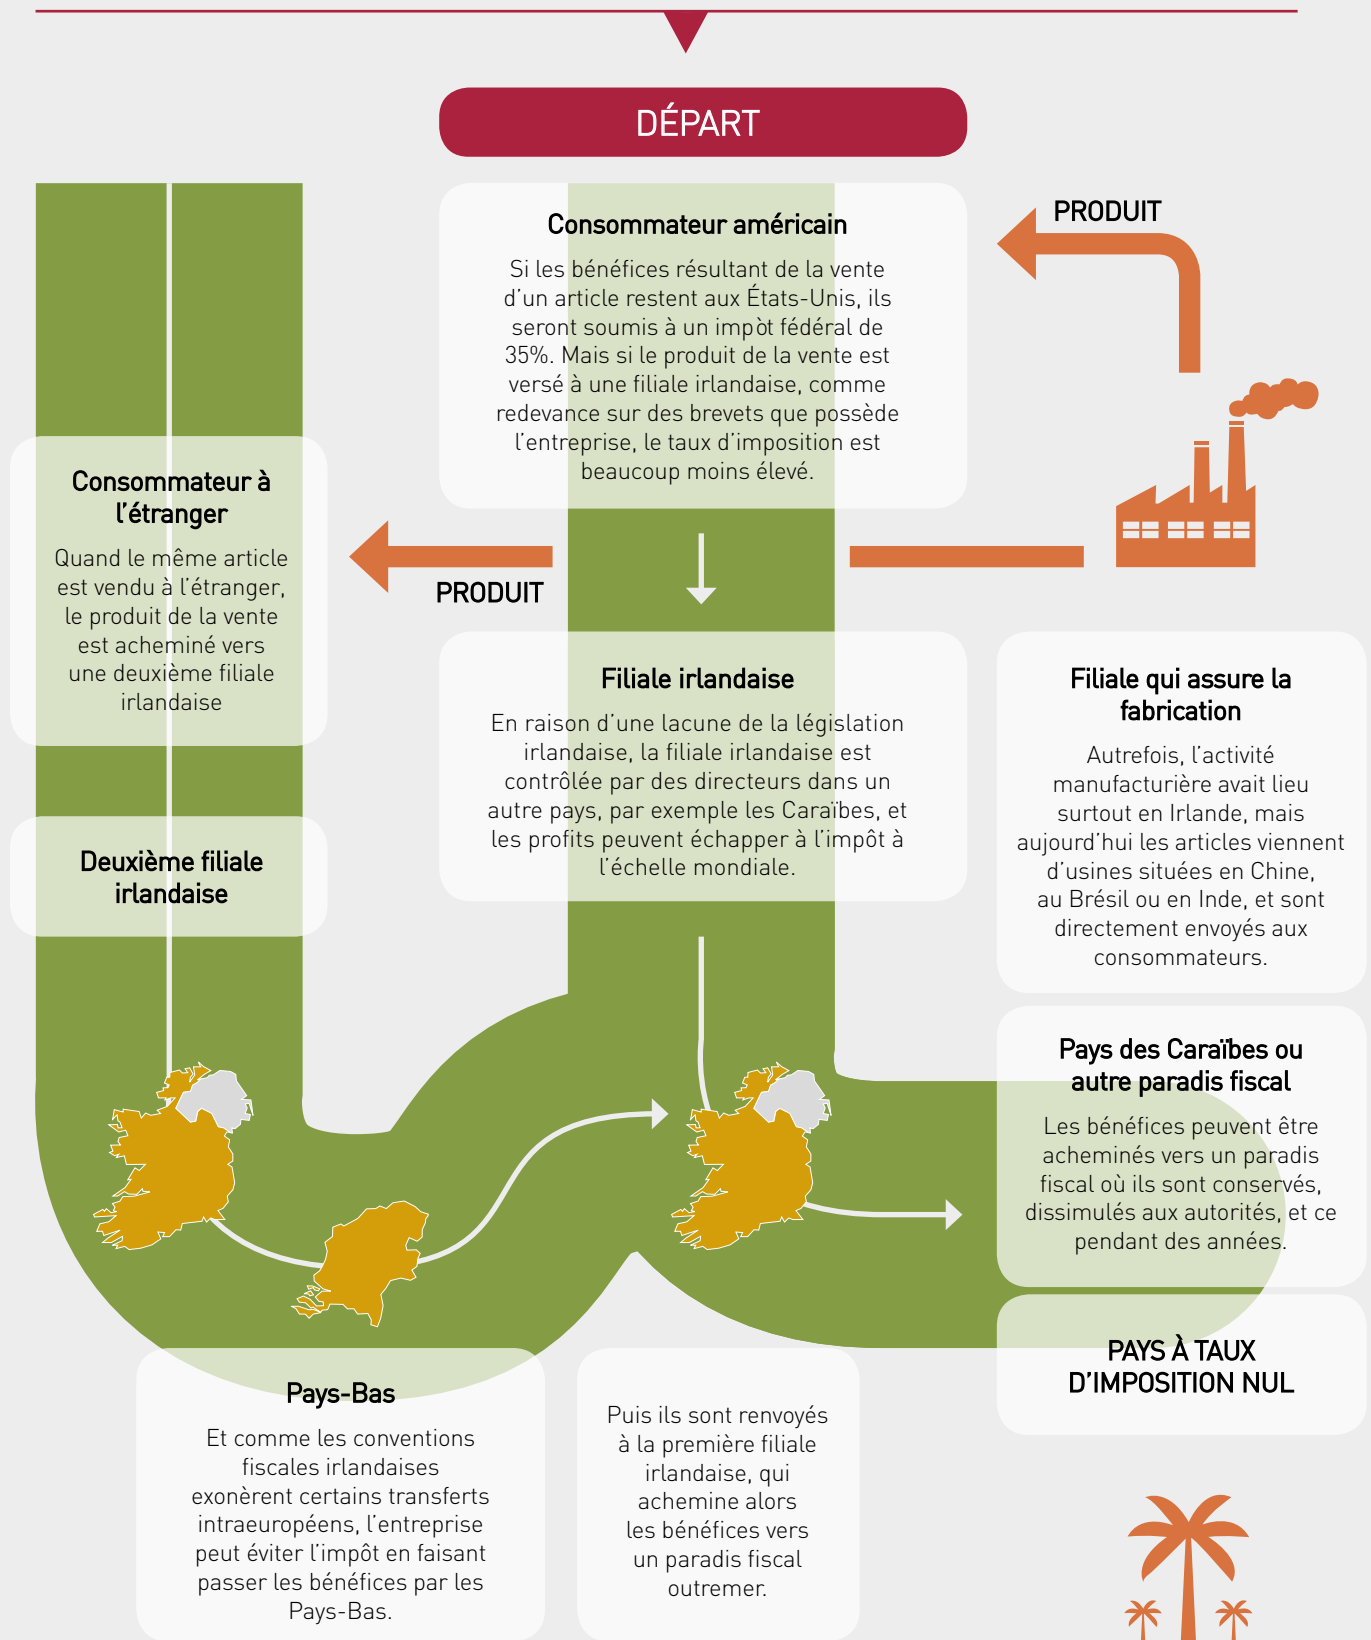 DÉPART
Consommateur américain
Si les bénéfices résultant de la vente
d’un article restent aux États-Unis, ils
seront soumis à un impòt fédéral de
35%. Mais si le produit de la vente est
versé à une filiale irlandaise, comme
redevance sur des brevets que possède
l’entreprise, le taux d’imposition est
beaucoup moins élevé.
PRODUIT
Consommateur à
l’étranger
Quand le même article
est vendu à l’étranger,
le produit de la vente
est acheminé vers
une deuxième filiale
irlandaise
PRODUIT
Filiale irlandaise
En raison d’une lacune de la législation
irlandaise, la filiale irlandaise est
contrôlée par des directeurs dans un
autre pays, par exemple les Caraïbes, et
les profits peuvent échapper à l’impôt à
l’échelle mondiale.
Filiale qui assure la
fabrication
Autrefois, l’activité
manufacturière avait lieu
surtout en Irlande, mais
aujourd’hui les articles viennent
d’usines situées en Chine,
au Brésil ou en Inde, et sont
directement envoyés aux
consommateurs.
Deuxième filiale
irlandaise
Pays des Caraïbes ou
autre paradis fiscal
Les bénéfices peuvent être
acheminés vers un paradis
fiscal où ils sont conservés,
dissimulés aux autorités, et ce
pendant des années.
PAYS À TAUX
D’IMPOSITION NUL
Pays-Bas
Et comme les conventions
fiscales irlandaises
exonèrent certains transferts
intraeuropéens, l’entreprise
peut éviter l’impôt en faisant
passer les bénéfices par les
Pays-Bas.
Puis ils sont renvoyés
à la première filiale
irlandaise, qui
achemine alors
les bénéfices vers
un paradis fiscal
outremer.